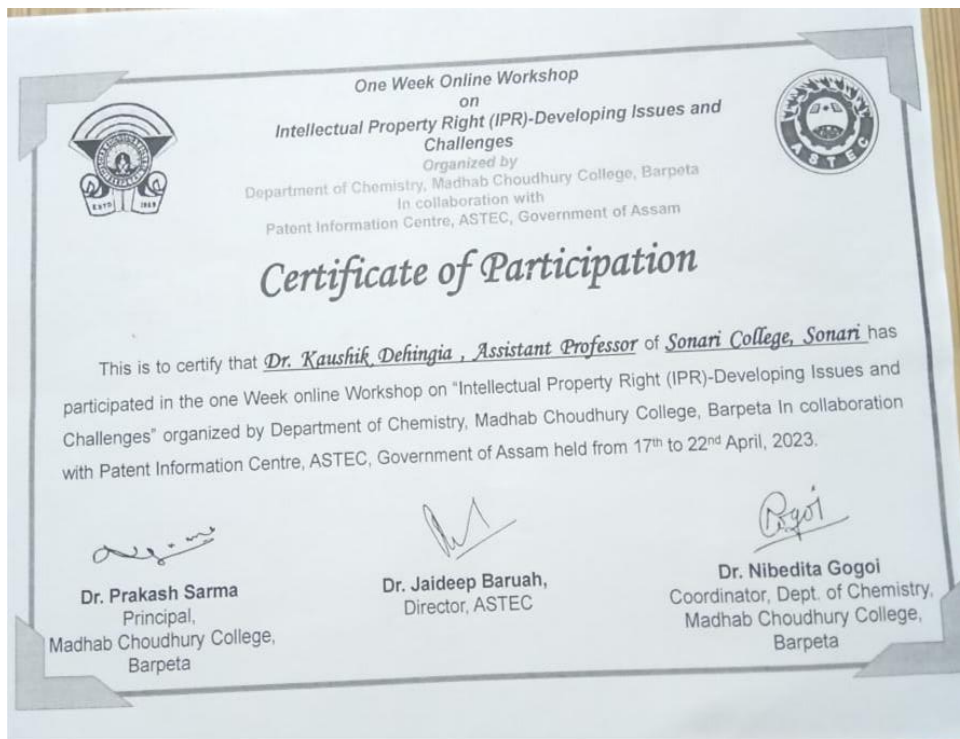 One Week Online Workshop
on
Intellectual Property Right (IPR)-Developing Issues and
Challenges
Organized by
Department of Chemistry, Madhab Choudhury College, Barpeta
In collaboration with
Patent Information Centre, ASTEC, Government of Assam
ESTD 1939
ASTEC
Certificate of Participation
This is to certify that Dr. Kaushik Dehingia , Assistant Professor of Sonari College, Sonari has
participated in the one Week online Workshop on “Intellectual Property Right (IPR)-Developing Issues and
Challenges” organized by Department of Chemistry, Madhab Choudhury College, Barpeta In collaboration
with Patent Information Centre, ASTEC, Government of Assam held from 17th to 22nd April, 2023.
Gogoi
Dr. Prakash Sarma
Principal,
Madhab Choudhury College,
Barpeta
Dr. Jaideep Baruah,
Director, ASTEC
Dr. Nibedita Gogoi
Coordinator, Dept. of Chemistry,
Madhab Choudhury College,
Barpeta